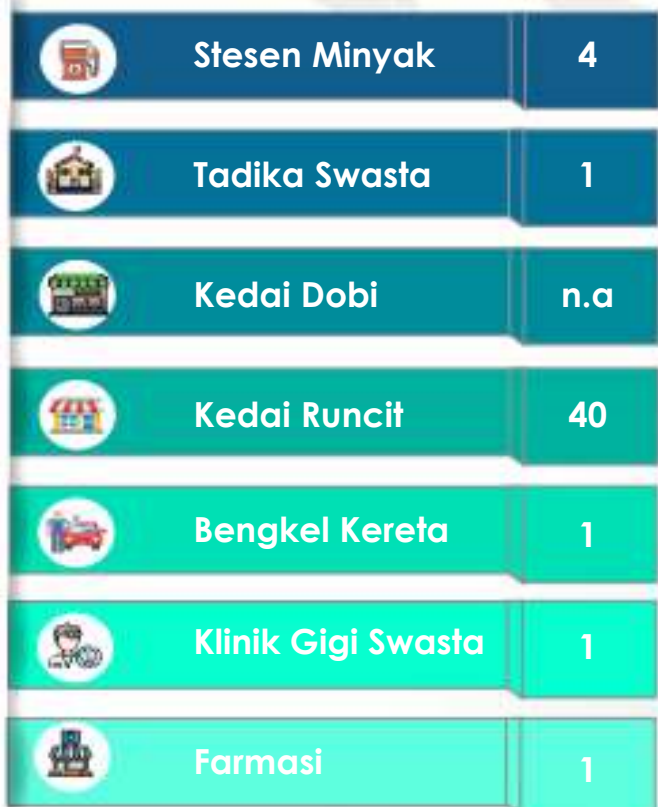 Stesen Minyak 4
Tadika Swasta 1
Kedai Dobi n.a
Kedai Runcit 40
Bengkel Kereta 1
Klinik Gigi Swasta 1
Farmasi 1